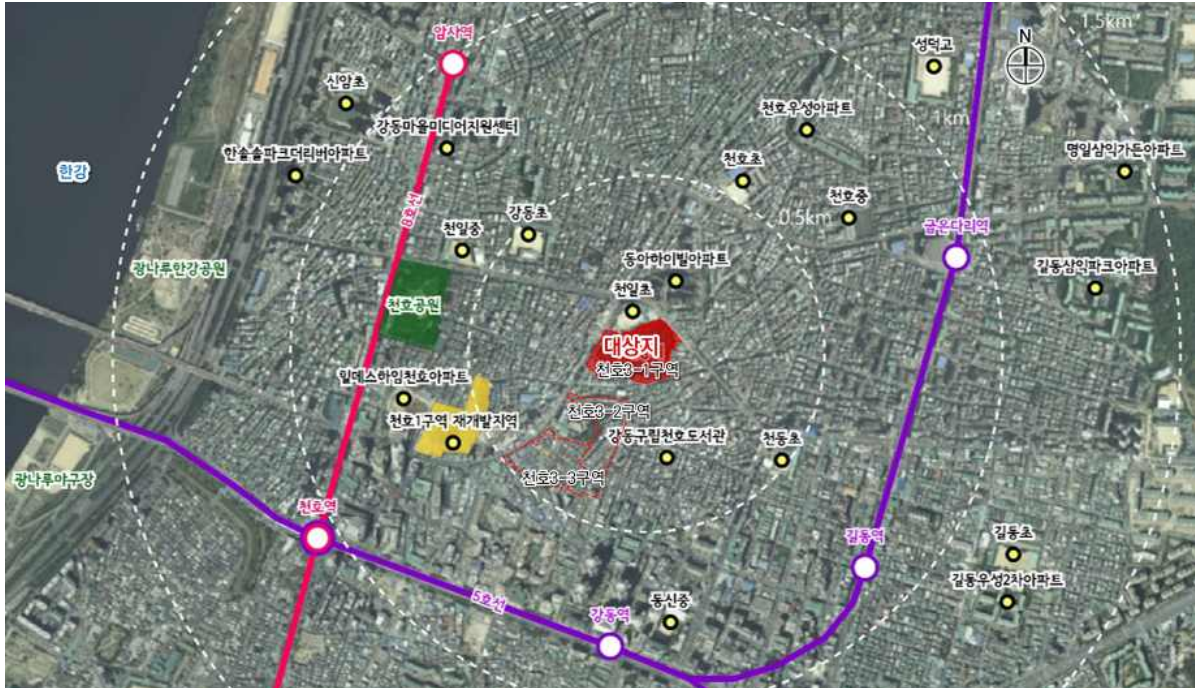 암사역
성덕고
N
1.5km
신암초
천호우성아파트
강동마을미디어지원센터
1km
한솔솔파크더리버아파트
천호초
명일삼익가든아파트
한강
8호선
강동초
천호중
0.5km
천일중
굽은다리역
광나루한강공원
동아하이빌아파트
길동삼익파크아파트
천호공원
천일초
대상지
천호3-1구역
밀데스하임천호아파트
천호3-2구역
천호1구역 재개발지역
강동구립천호도서관
천동초
천호3-3구역
광나루야구장
천호역
길동역
길동초
길동우성2차아파트
5호선
강동역
동신중